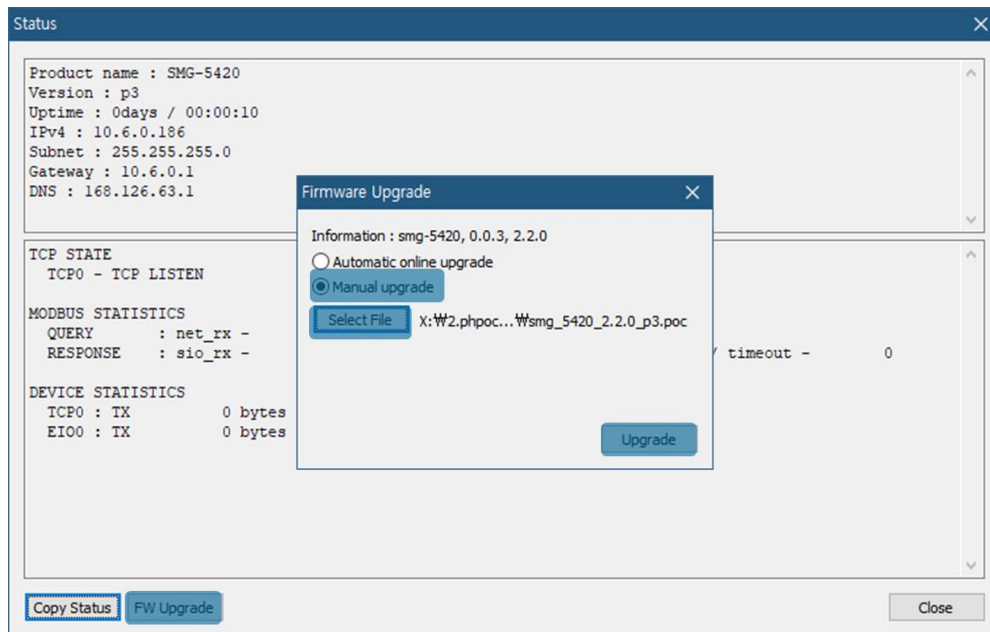 Status
Product name : SMG-5420
Version : p3
Uptime : 0days / 00:00:10
IPv4 : 10.6.0.186
Subnet : 255.255.255.0
Gateway : 10.6.0.1
DNS : 168.126.63.1
TCP STATE
TCP0 - TCP LISTEN
MODBUS STATISTICS
QUERY : net_rx -
RESPONSE : sio_rx -
/ timeout - 0
DEVICE STATISTICS
TCP0 : TX 0 bytes
EIO0 : TX 0 bytes
Firmware Upgrade
Information : smg-5420, 0.0.3, 2.2.0
Automatic online upgrade
Manual upgrade
Select File X:₩2.phpoc...₩smg_5420_2.2.0_p3.poc
Upgrade
Copy Status FW Upgrade Close